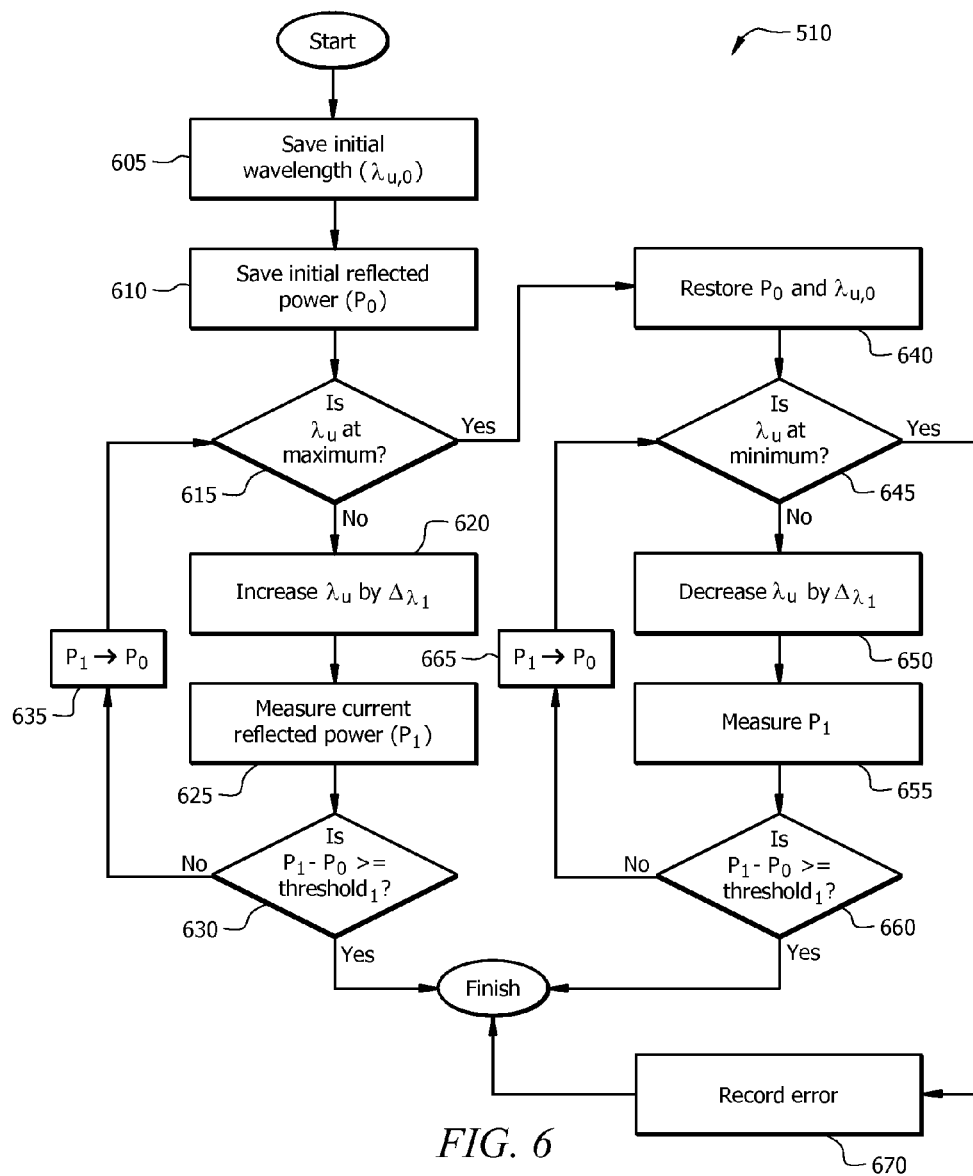 Start
510
605
Save initial
wavelength (λu,0)
610
Save initial reflected
power (P0)
Restore P0 and λu,0
640
Is
λu at
maximum?
Yes
615
No
Is
λu at
minimum?
Yes
645
No
620
Increase λu by Δλ1
Decrease λu by Δλ1
650
P1 → P0
635
665
P1 → P0
Measure current
reflected power (P1)
625
Measure P1
655
Is
P1 - P0 >=
threshold1?
No
630
Yes
Is
P1 - P0 >=
threshold1?
No
660
Yes
Finish
Record error
670
FIG. 6